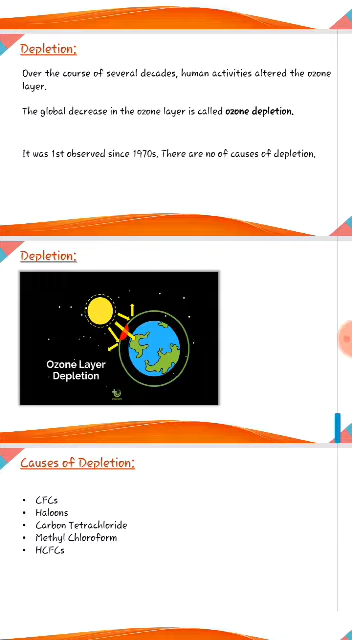 Depletion:
Over the course of several decades, human activities altered the ozone
layer.
The global decrease in the ozone layer is called ozone depletion.
It was 1st observed since 1970s. There are no of causes of depletion.
Depletion:
Ozone Layer
Depletion
Causes of Depletion:
• CFCs
• Haloons
• Carbon Tetrachloride
• Methyl Chloroform
• HCFCs